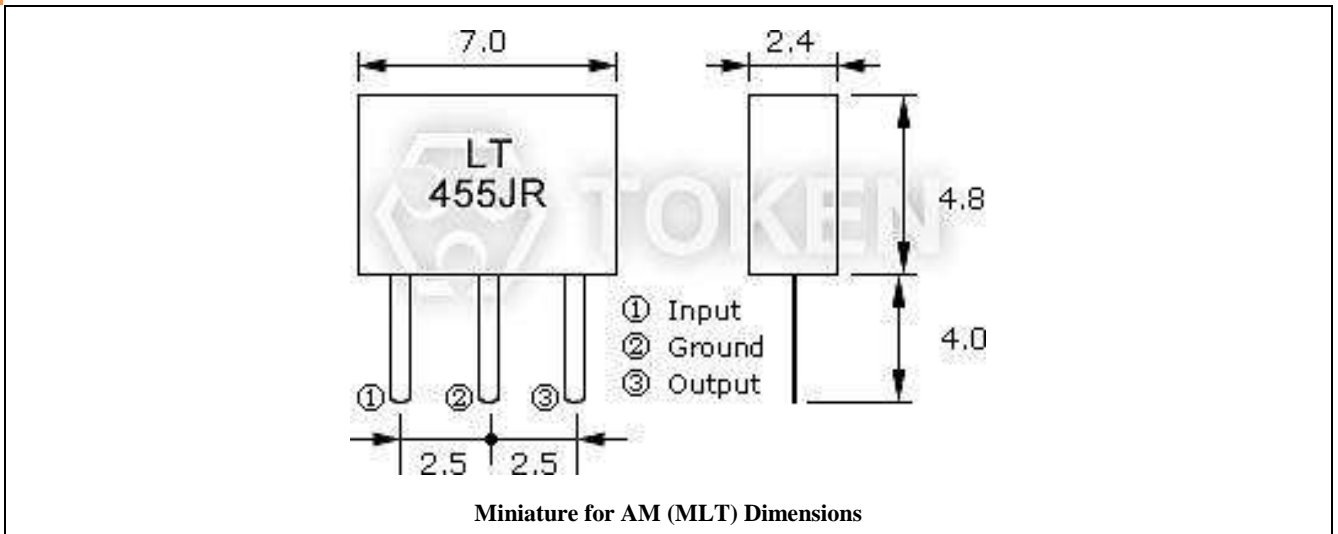 7.0
2.4
LT
455JR
TOKEN
4.8
① Input
② Ground
③ Output
4.0
① ② ③
2.5 2.5
Miniature for AM (MLT) Dimensions